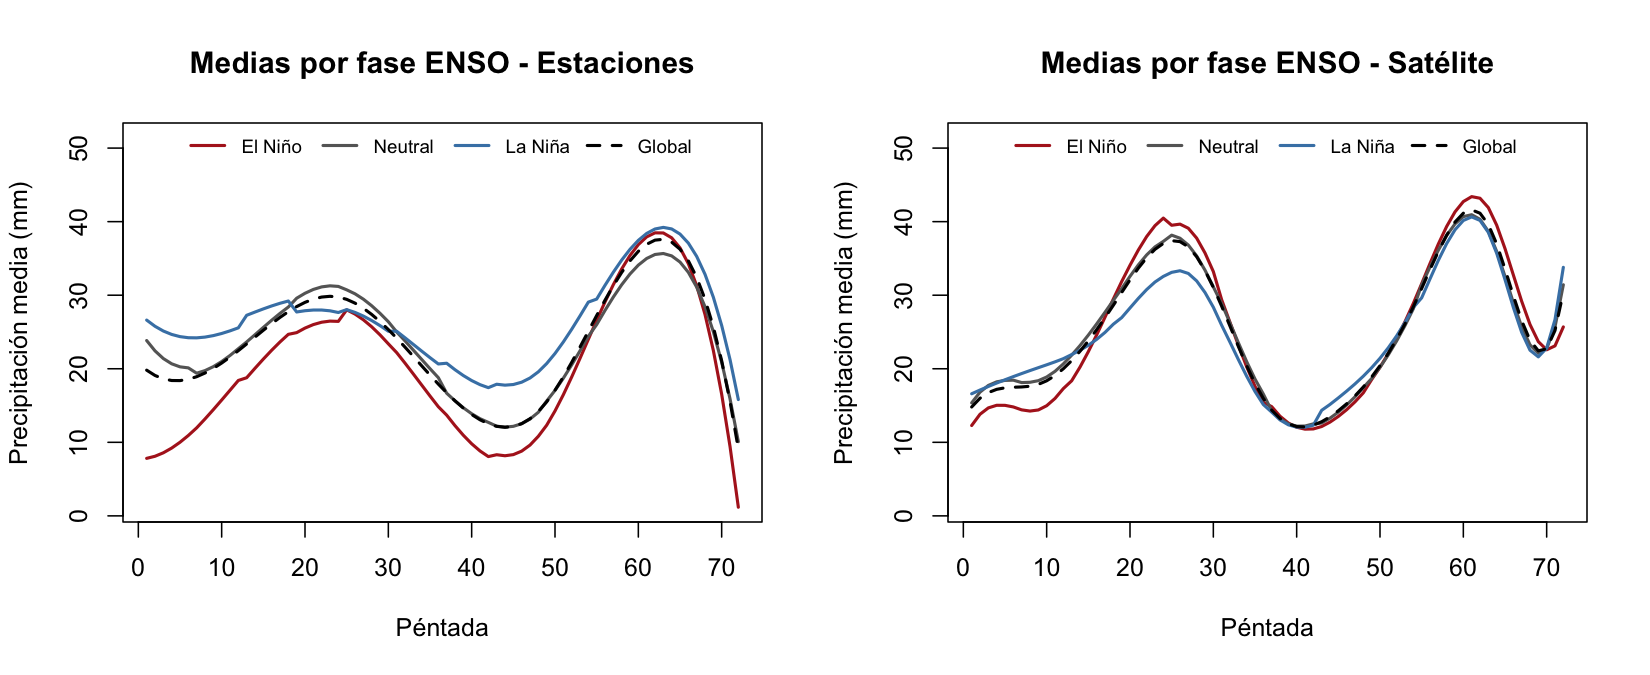 Medias por fase ENSO - Estaciones
El Niño Neutral La Niña Global
50
40
30
20
10
0
Precipitación media (mm)
0 10 20 30 40 50 60 70
Péntada
Medias por fase ENSO - Satélite
El Niño Neutral La Niña Global
50
40
30
20
10
0
Precipitación media (mm)
0 10 20 30 40 50 60 70
Péntada